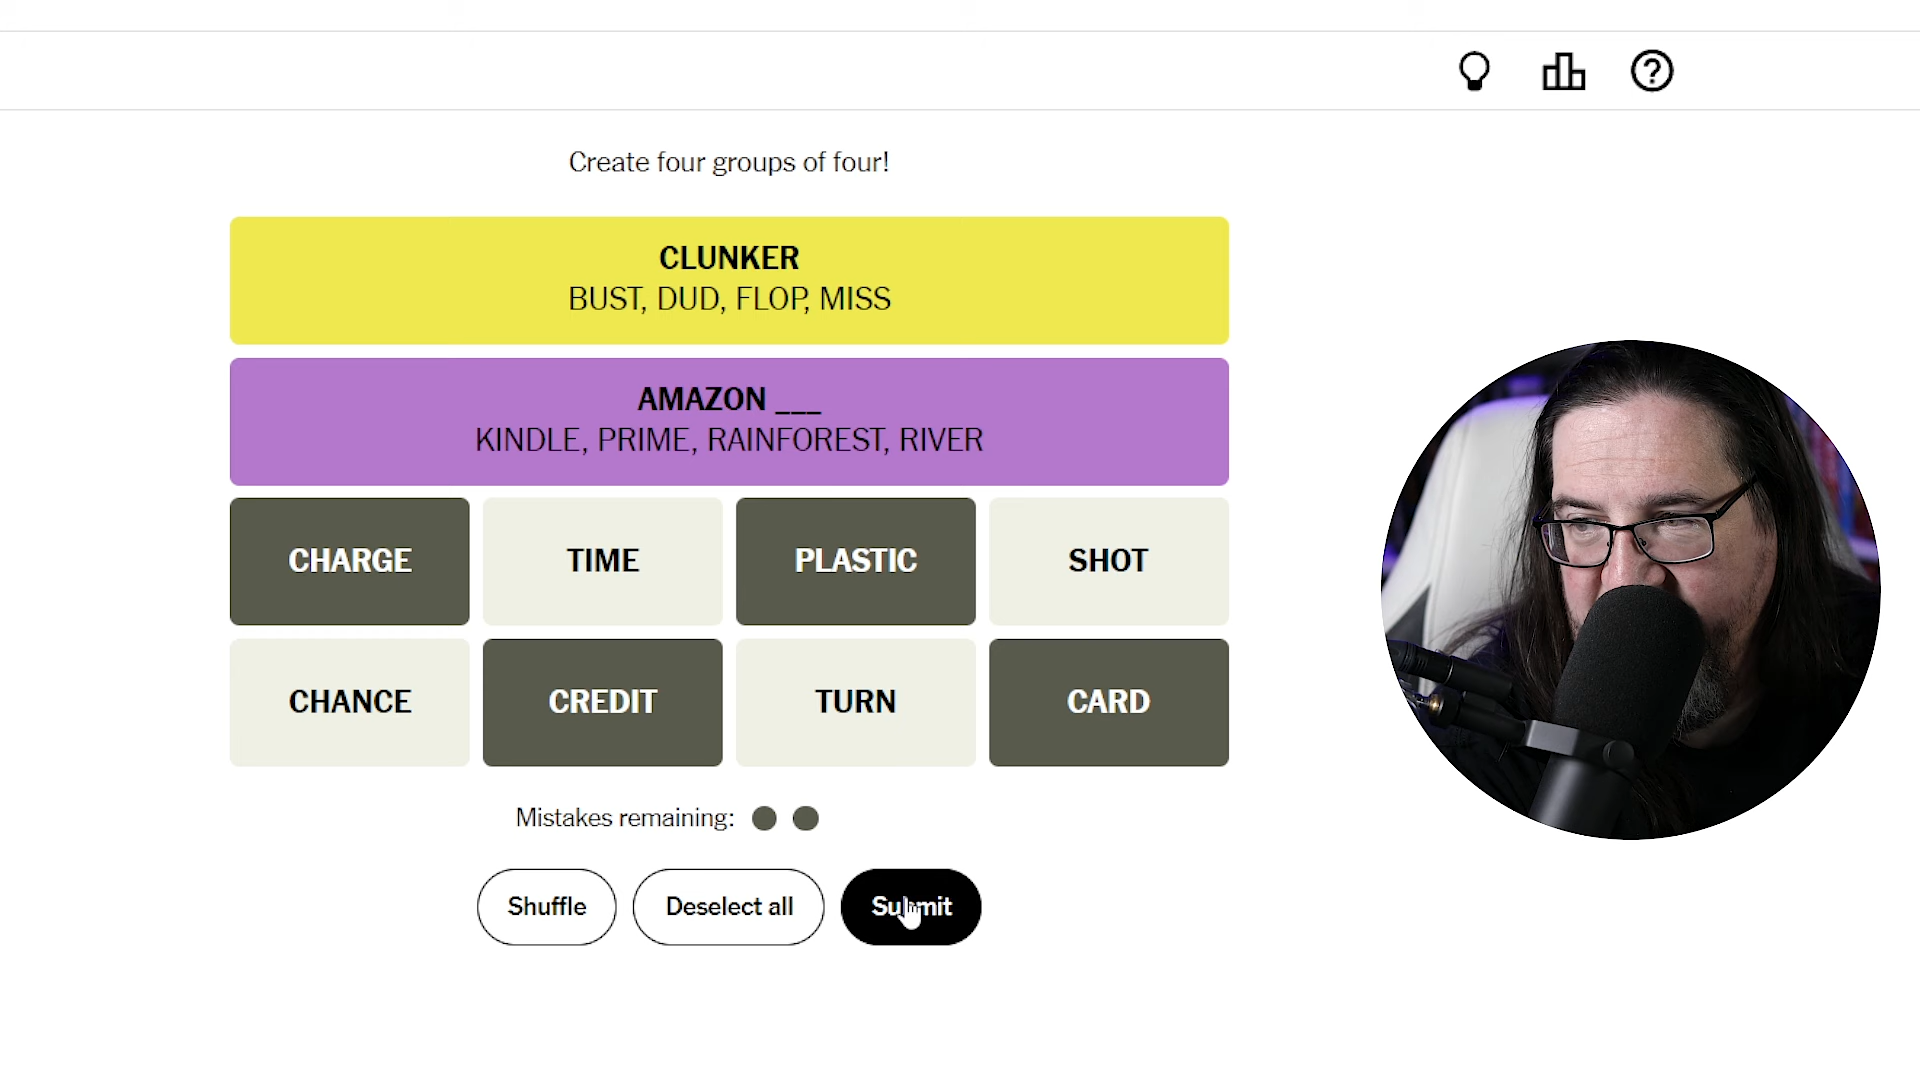 Create four groups of four!
CLUNKER
BUST, DUD, FLOP, MISS
AMAZON ___
KINDLE, PRIME, RAINFOREST, RIVER
CHARGE TIME PLASTIC SHOT
CHANCE CREDIT TURN CARD
Mistakes remaining:
Shuffle Deselect all Submit